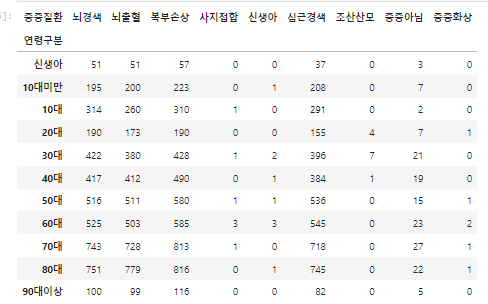 중증질환 뇌경색 뇌출혈 복부손상 사지접합 신생아 심근경색 조산산모 중증아님 중증화상
연령구분
신생아 51 51 57 0 0 37 0 3 0
10대미만 195 200 223 0 1 208 0 7 0
10대 314 260 310 1 0 291 0 2 0
20대 190 173 190 0 0 155 4 7 1
30대 422 380 428 1 2 396 7 21 0
40대 417 412 490 0 1 384 1 19 0
50대 516 511 580 1 1 536 0 15 1
60대 525 503 585 3 3 545 0 23 2
70대 743 728 813 1 0 718 0 27 1
80대 751 779 816 0 1 745 0 22 1
90대이상 100 99 116 0 0 82 0 5 0